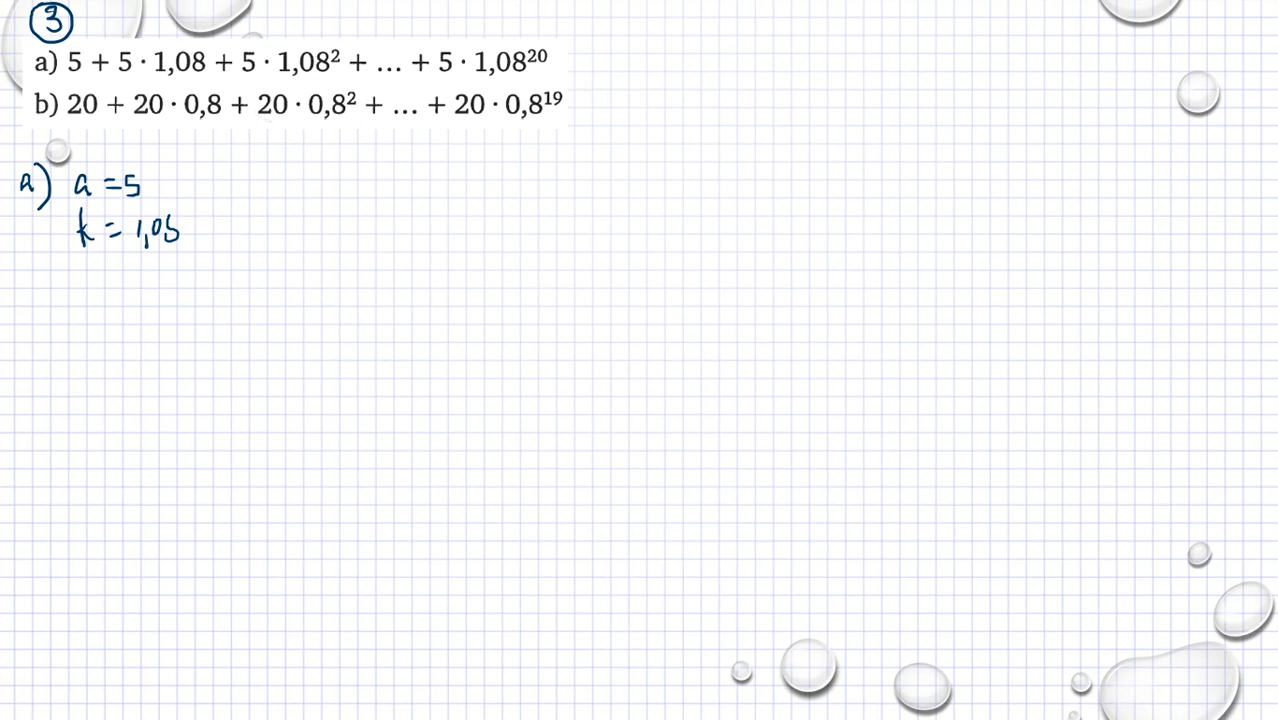 3
a) 5 + 5 · 1,08 + 5 · 1,08² + … + 5 · 1,08²⁰
b) 20 + 20 · 0,8 + 20 · 0,8² + … + 20 · 0,8¹⁹
a) a = 5
k = 1,08